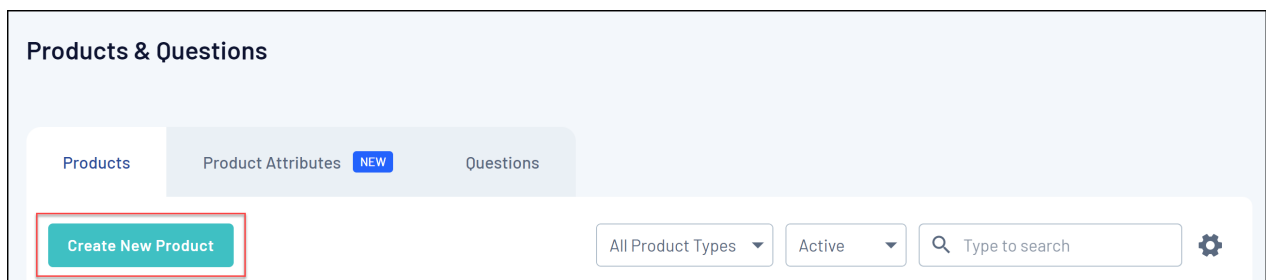 Products & Questions
Products Product Attributes NEW Questions
Create New Product All Product Types Active Type to search